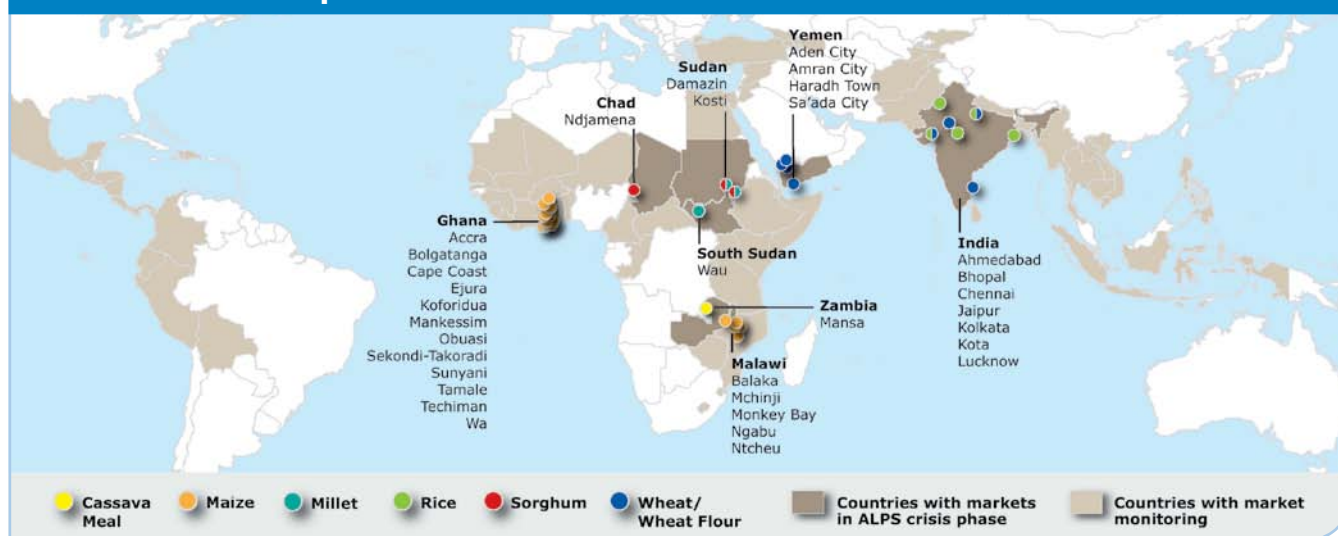 Yemen
Aden City
Amran City
Haradh Town
Sa'ada City
Sudan
Damazin
Kosti
Chad
Ndjamena
Ghana
Accra
Bolgatanga
Cape Coast
Ejura
Koforidua
Mankessim
Obuasi
Sekondi-Takoradi
Sunyani
Tamale
Techiman
Wa
South Sudan
Wau
Zambia
Mansa
Malawi
Balaka
Mchinji
Monkey Bay
Ngabu
Ntcheu
India
Ahmedabad
Bhopal
Chennai
Jaipur
Kolkata
Kota
Lucknow
Cassava
Meal
Maize
Millet
Rice
Sorghum
Wheat/
Wheat Flour
Countries with markets
in ALPS crisis phase
Countries with market
monitoring